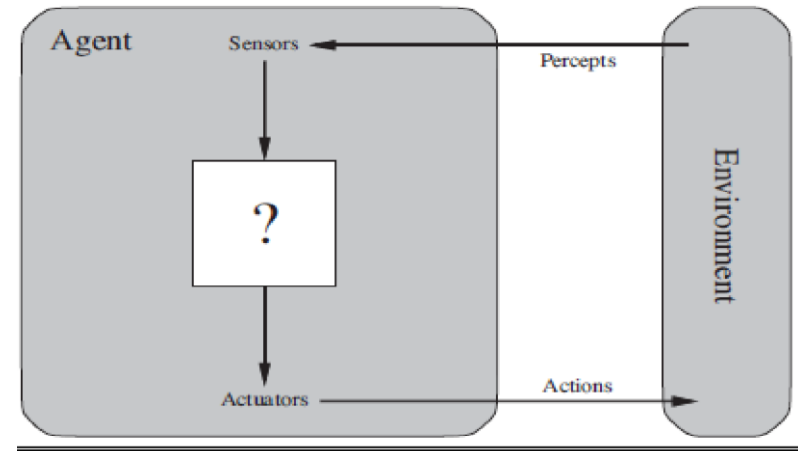 Agent
Sensors
Percepts
Environment
?
Actuators
Actions